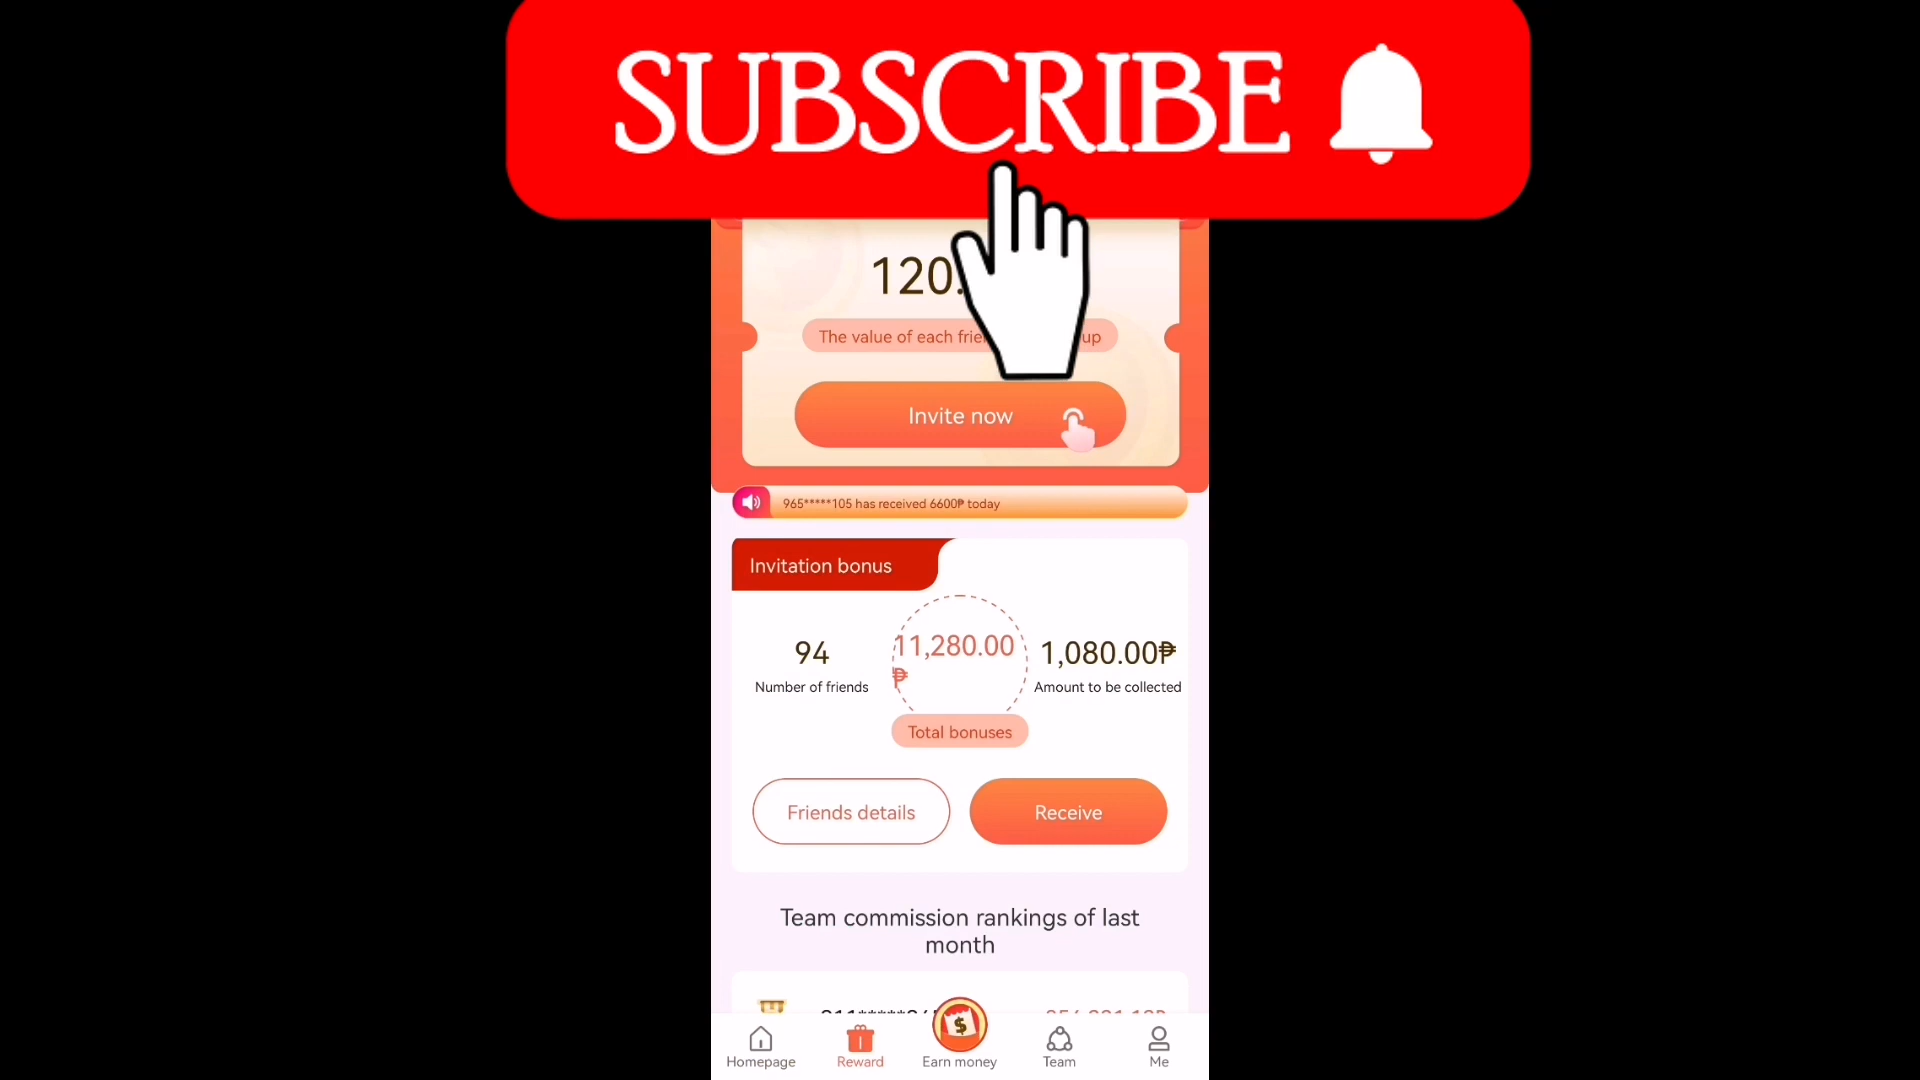 SUBSCRIBE
120.
The value of each up
Invite now
965*****105 has received 6600₱ today
Invitation bonus
94
11,280.00
₱
1,080.00₱
Number of friends
Amount to be collected
Total bonuses
Friends details
Receive
Team commission rankings of last
month
Homepage
Reward
Earn money
Team
Me